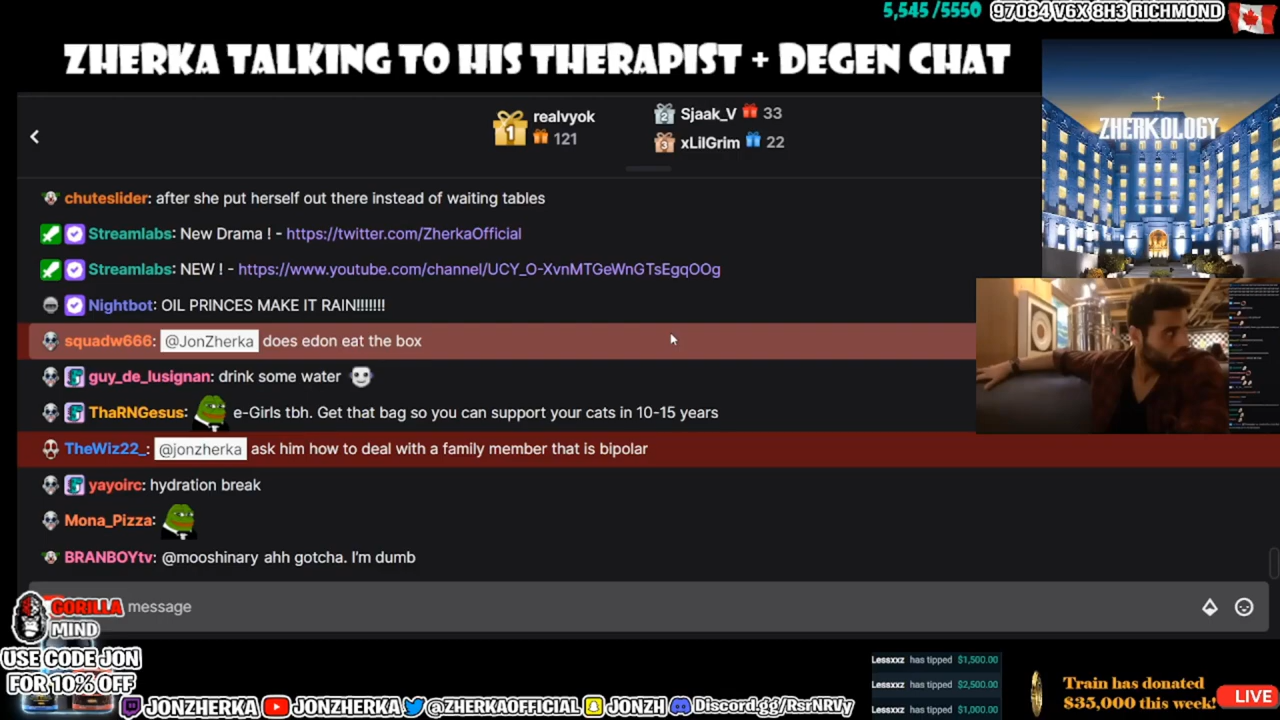 5,545 /5550
97084 V6X 8H3 RICHMOND
ZHERKA TALKING TO HIS THERAPIST + DEGEN CHAT
1 realvyok
121
2 Sjaak_V 33
3 xLilGrim 22
ZHERKOLOGY
chuteslider: after she put herself out there instead of waiting tables
Streamlabs: New Drama ! - https://twitter.com/ZherkaOfficial
Streamlabs: NEW ! - https://www.youtube.com/channel/UCY_O-XvnMTGeWnGTsEgqOOg
Nightbot: OIL PRINCES MAKE IT RAIN!!!!!!!
squadw666: @JonZherka does edon eat the box
guy_de_lusignan: drink some water
ThaRNGesus: e-Girls tbh. Get that bag so you can support your cats in 10-15 years
TheWiz22_: @jonzherka ask him how to deal with a family member that is bipolar
yayoirc: hydration break
Mona_Pizza:
BRANBOYtv: @mooshinary ahh gotcha. I'm dumb
message
GORILLA
MIND
USE CODE JON
FOR 10% OFF
JONZHERKA JONZHERKA @ZHERKAOFFICIAL JONZH Discord.gg/RsrNRVy
Lessxxz has tipped $1,500.00
Lessxxz has tipped $2,500.00
Lessxxz has tipped $1,000.00
Train has donated
$35,000 this week!
LIVE